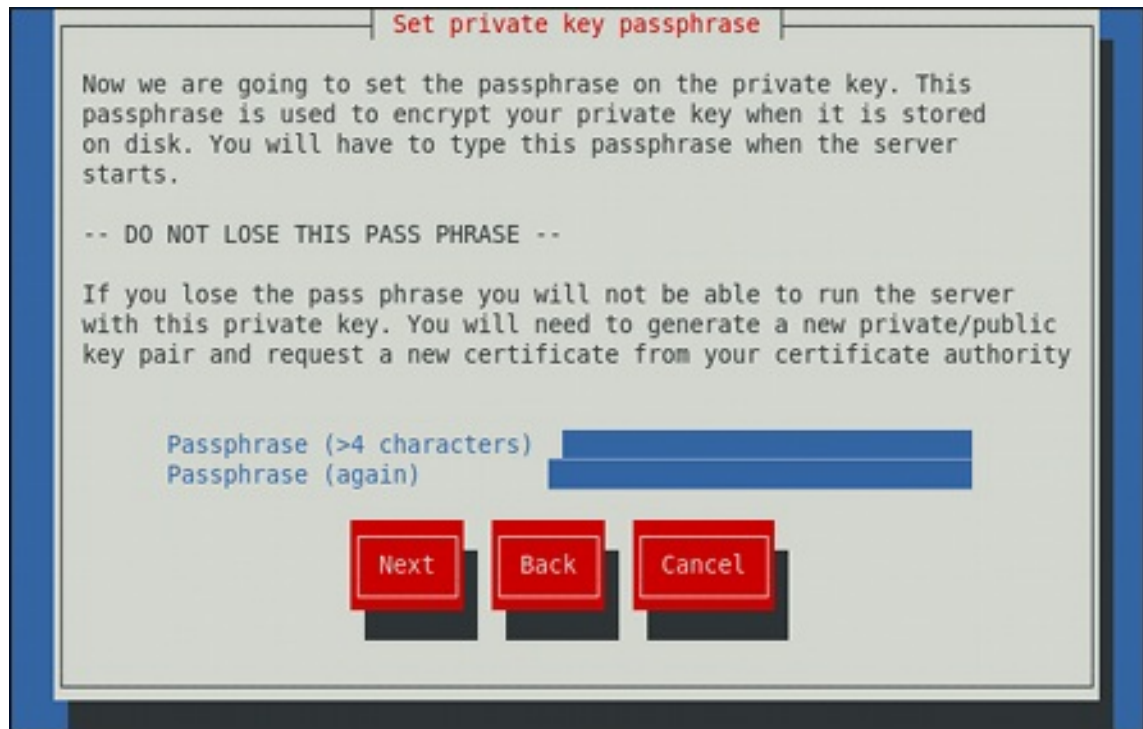 Set private key passphrase
Now we are going to set the passphrase on the private key. This
passphrase is used to encrypt your private key when it is stored
on disk. You will have to type this passphrase when the server
starts.
-- DO NOT LOSE THIS PASS PHRASE --
If you lose the pass phrase you will not be able to run the server
with this private key. You will need to generate a new private/public
key pair and request a new certificate from your certificate authority
Passphrase (>4 characters)
Passphrase (again)
Next Back Cancel